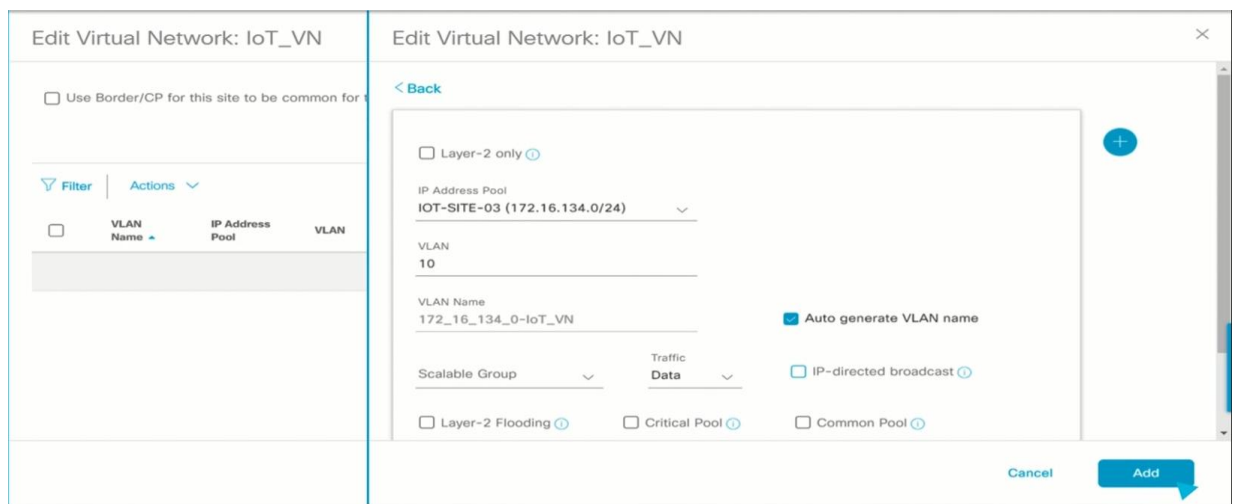 Edit Virtual Network: IoT_VN
Use Border/CP for this site to be common for
Filter
Actions
VLAN Name
IP Address Pool
VLAN
Edit Virtual Network: IoT_VN
< Back
Layer-2 only
IP Address Pool
IOT-SITE-03 (172.16.134.0/24)
VLAN
10
VLAN Name
172_16_134_0-IoT_VN
Auto generate VLAN name
Scalable Group
Traffic
Data
IP-directed broadcast
Layer-2 Flooding
Critical Pool
Common Pool
Cancel
Add